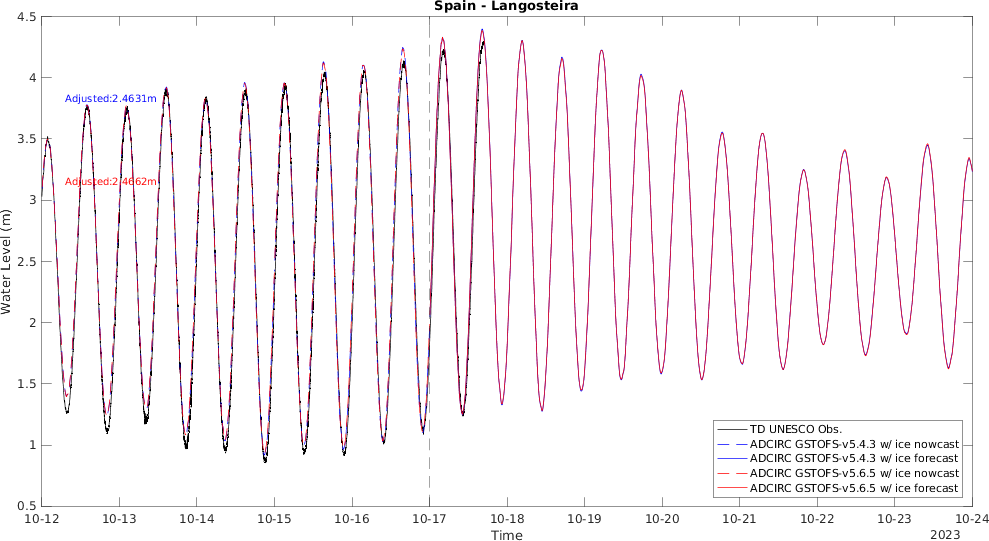 Spain - Langosteira
4.5
4
3.5
3
2.5
2
1.5
1
0.5
Water Level (m)
Adjusted:2.4631m
Adjusted:2.4662m
TD UNESCO Obs.
ADCIRC GSTOFS-v5.4.3 w/ ice nowcast
ADCIRC GSTOFS-v5.4.3 w/ ice forecast
ADCIRC GSTOFS-v5.6.5 w/ ice nowcast
ADCIRC GSTOFS-v5.6.5 w/ ice forecast
10-12 10-13 10-14 10-15 10-16 10-17 10-18 10-19 10-20 10-21 10-22 10-23 10-24
Time
2023